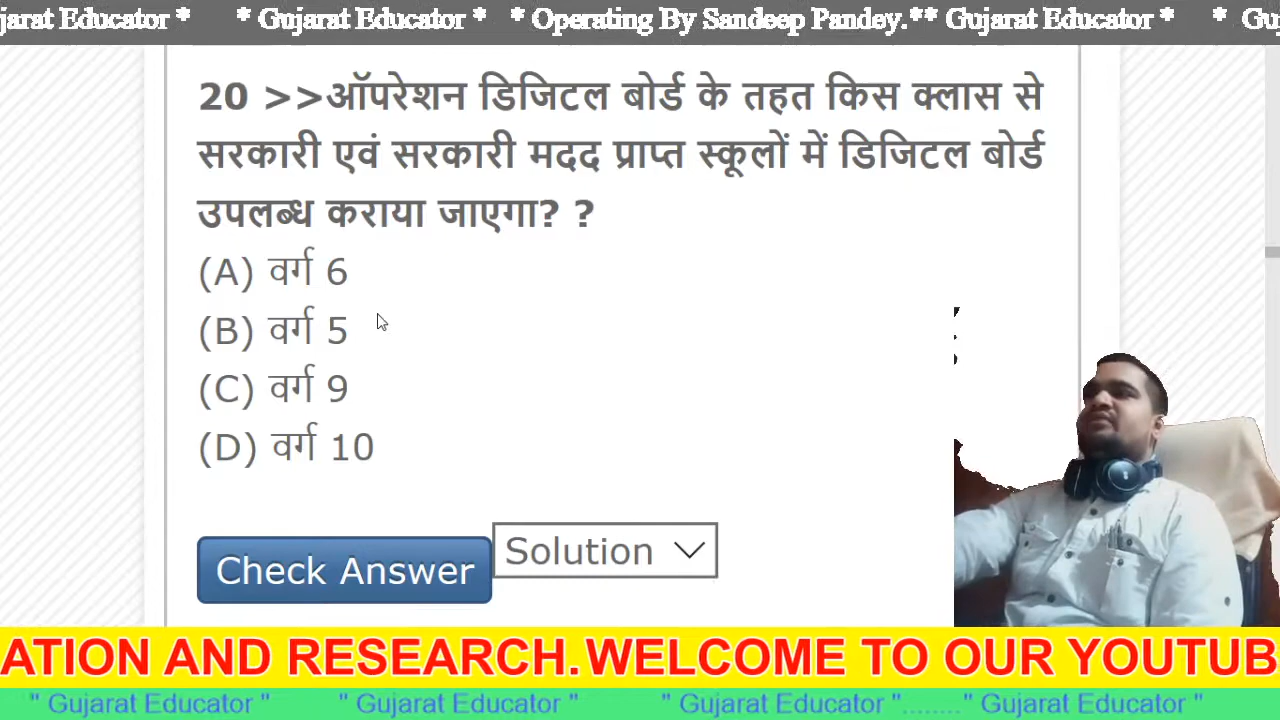 jarat Educator *   * Gujarat Educator *   * Operating By Sandeep Pandey.** Gujarat Educator *   * Gu
20 >>ऑपरेशन डिजिटल बोर्ड के तहत किस क्लास से
सरकारी एवं सरकारी मदद प्राप्त स्कूलों में डिजिटल बोर्ड
उपलब्ध कराया जाएगा? ?
(A) वर्ग 6
(B) वर्ग 5
(C) वर्ग 9
(D) वर्ग 10
Check Answer Solution
ATION AND RESEARCH.WELCOME TO OUR YOUTUB
" Gujarat Educator "   " Gujarat Educator "   " Gujarat Educator "........" Gujarat Educator "